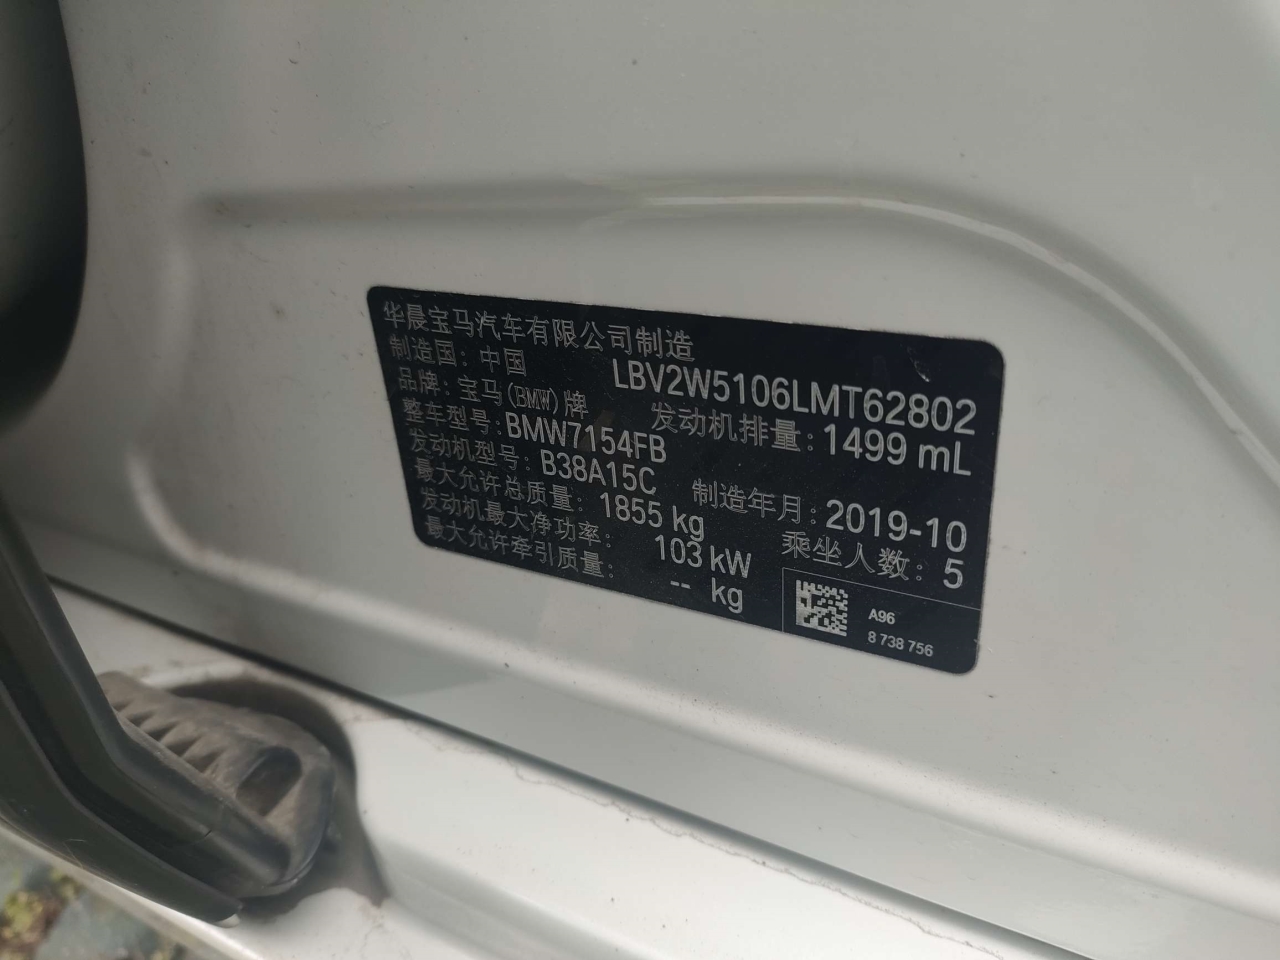 华晨宝马汽车有限公司制造
制造国：中国 LBV2W5106LMT62802
品牌：宝马(BMW)牌 发动机排量：1499 mL
整车型号：BMW7154FB
发动机型号：B38A15C 制造年月：2019-10
最大允许总质量：1855 kg 乘坐人数：5
发动机最大净功率：103 kW
最大允许牵引质量：-- kg
A96
8 738 756